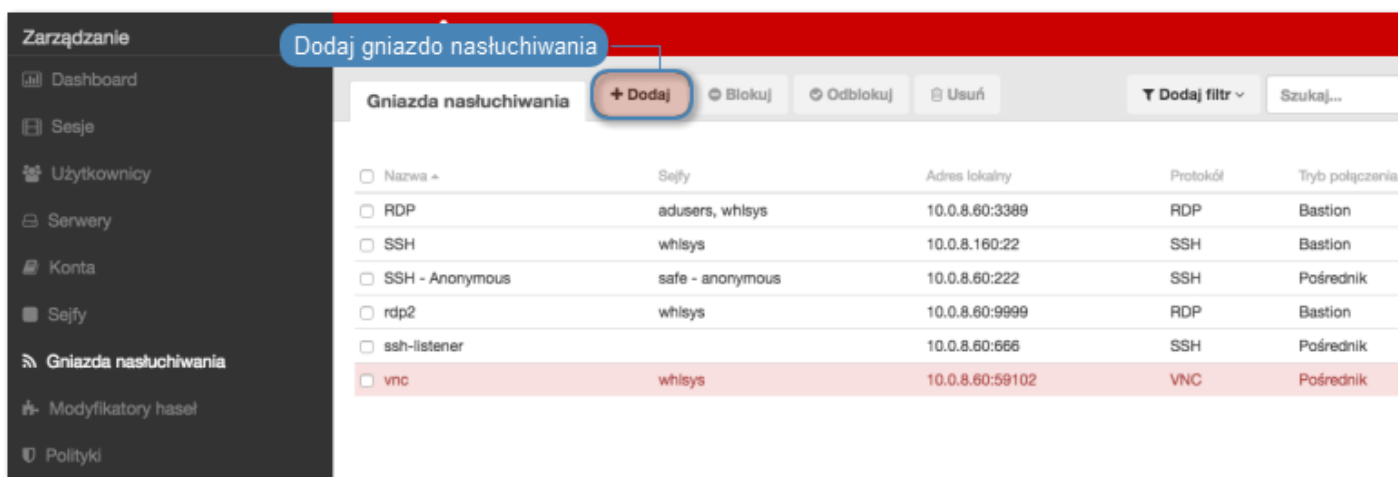 Zarządzanie
Dodaj gniazdo nasłuchiwania
Dashboard
Sesje
Użytkownicy
Serwery
Konta
Sejfy
Gniazda nasłuchiwania
Modyfikatory haseł
Polityki
Gniazda nasłuchiwania + Dodaj Blokuj Odblokuj Usuń Dodaj filtr Szukaj...
Nazwa Sejfy Adres lokalny Protokół Tryb połączenia
RDP adusers, whlsys 10.0.8.60:3389 RDP Bastion
SSH whlsys 10.0.8.160:22 SSH Bastion
SSH - Anonymous safe - anonymous 10.0.8.60:222 SSH Pośrednik
rdp2 whlsys 10.0.8.60:9999 RDP Bastion
ssh-listener 10.0.8.60:666 SSH Pośrednik
vnc whlsys 10.0.8.60:59102 VNC Pośrednik